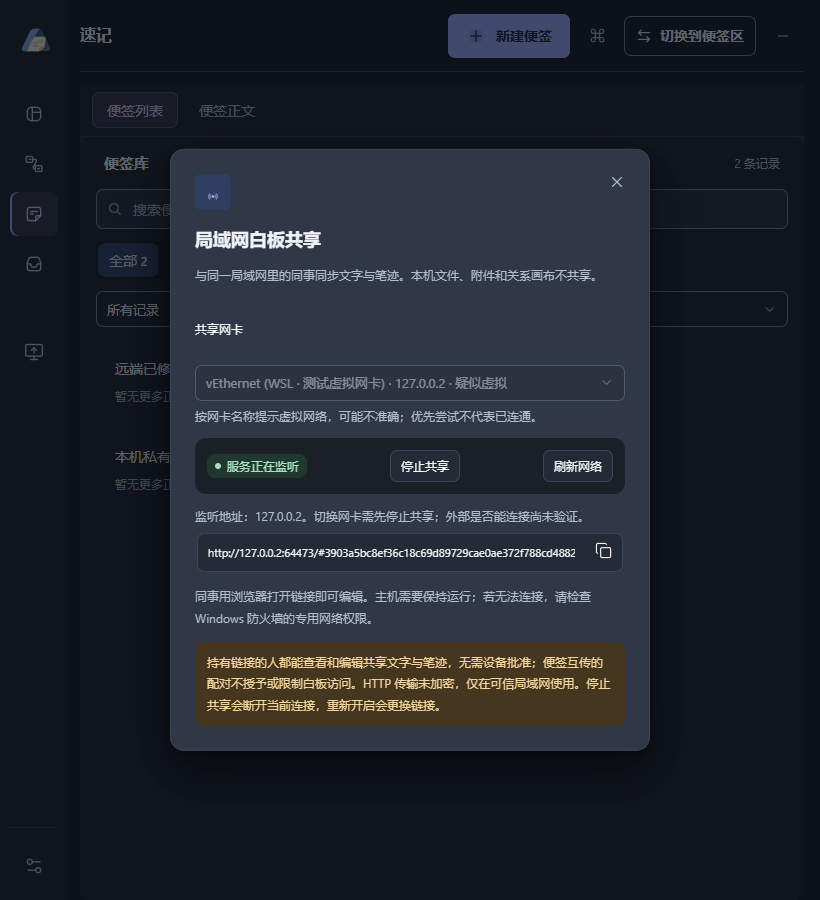 速记
新建便签
切换到便签区
便签列表
便签正文
便签库
2 条记录
搜索便
全部 2
所有记录
远端已修
暂无更多正
本机私有
暂无更多正
局域网白板共享
与同一局域网里的同事同步文字与笔迹。本机文件、附件和关系画布不共享。
共享网卡
vEthernet (WSL · 测试虚拟网卡) · 127.0.0.2 · 疑似虚拟
按网卡名称提示虚拟网络，可能不准确；优先尝试不代表已连通。
服务正在监听
停止共享
刷新网络
监听地址：127.0.0.2。切换网卡需先停止共享；外部是否能连接尚未验证。
http://127.0.0.2:64473/#3903a5bc8ef36c18c69d89729cae0ae372f788cd4882
同事用浏览器打开链接即可编辑。主机需要保持运行；若无法连接，请检查
Windows 防火墙的专用网络权限。
持有链接的人都能查看和编辑共享文字与笔迹，无需设备批准；便签互传的
配对不授予或限制白板访问。HTTP 传输未加密，仅在可信局域网使用。停止
共享会断开当前连接，重新开启会更换链接。